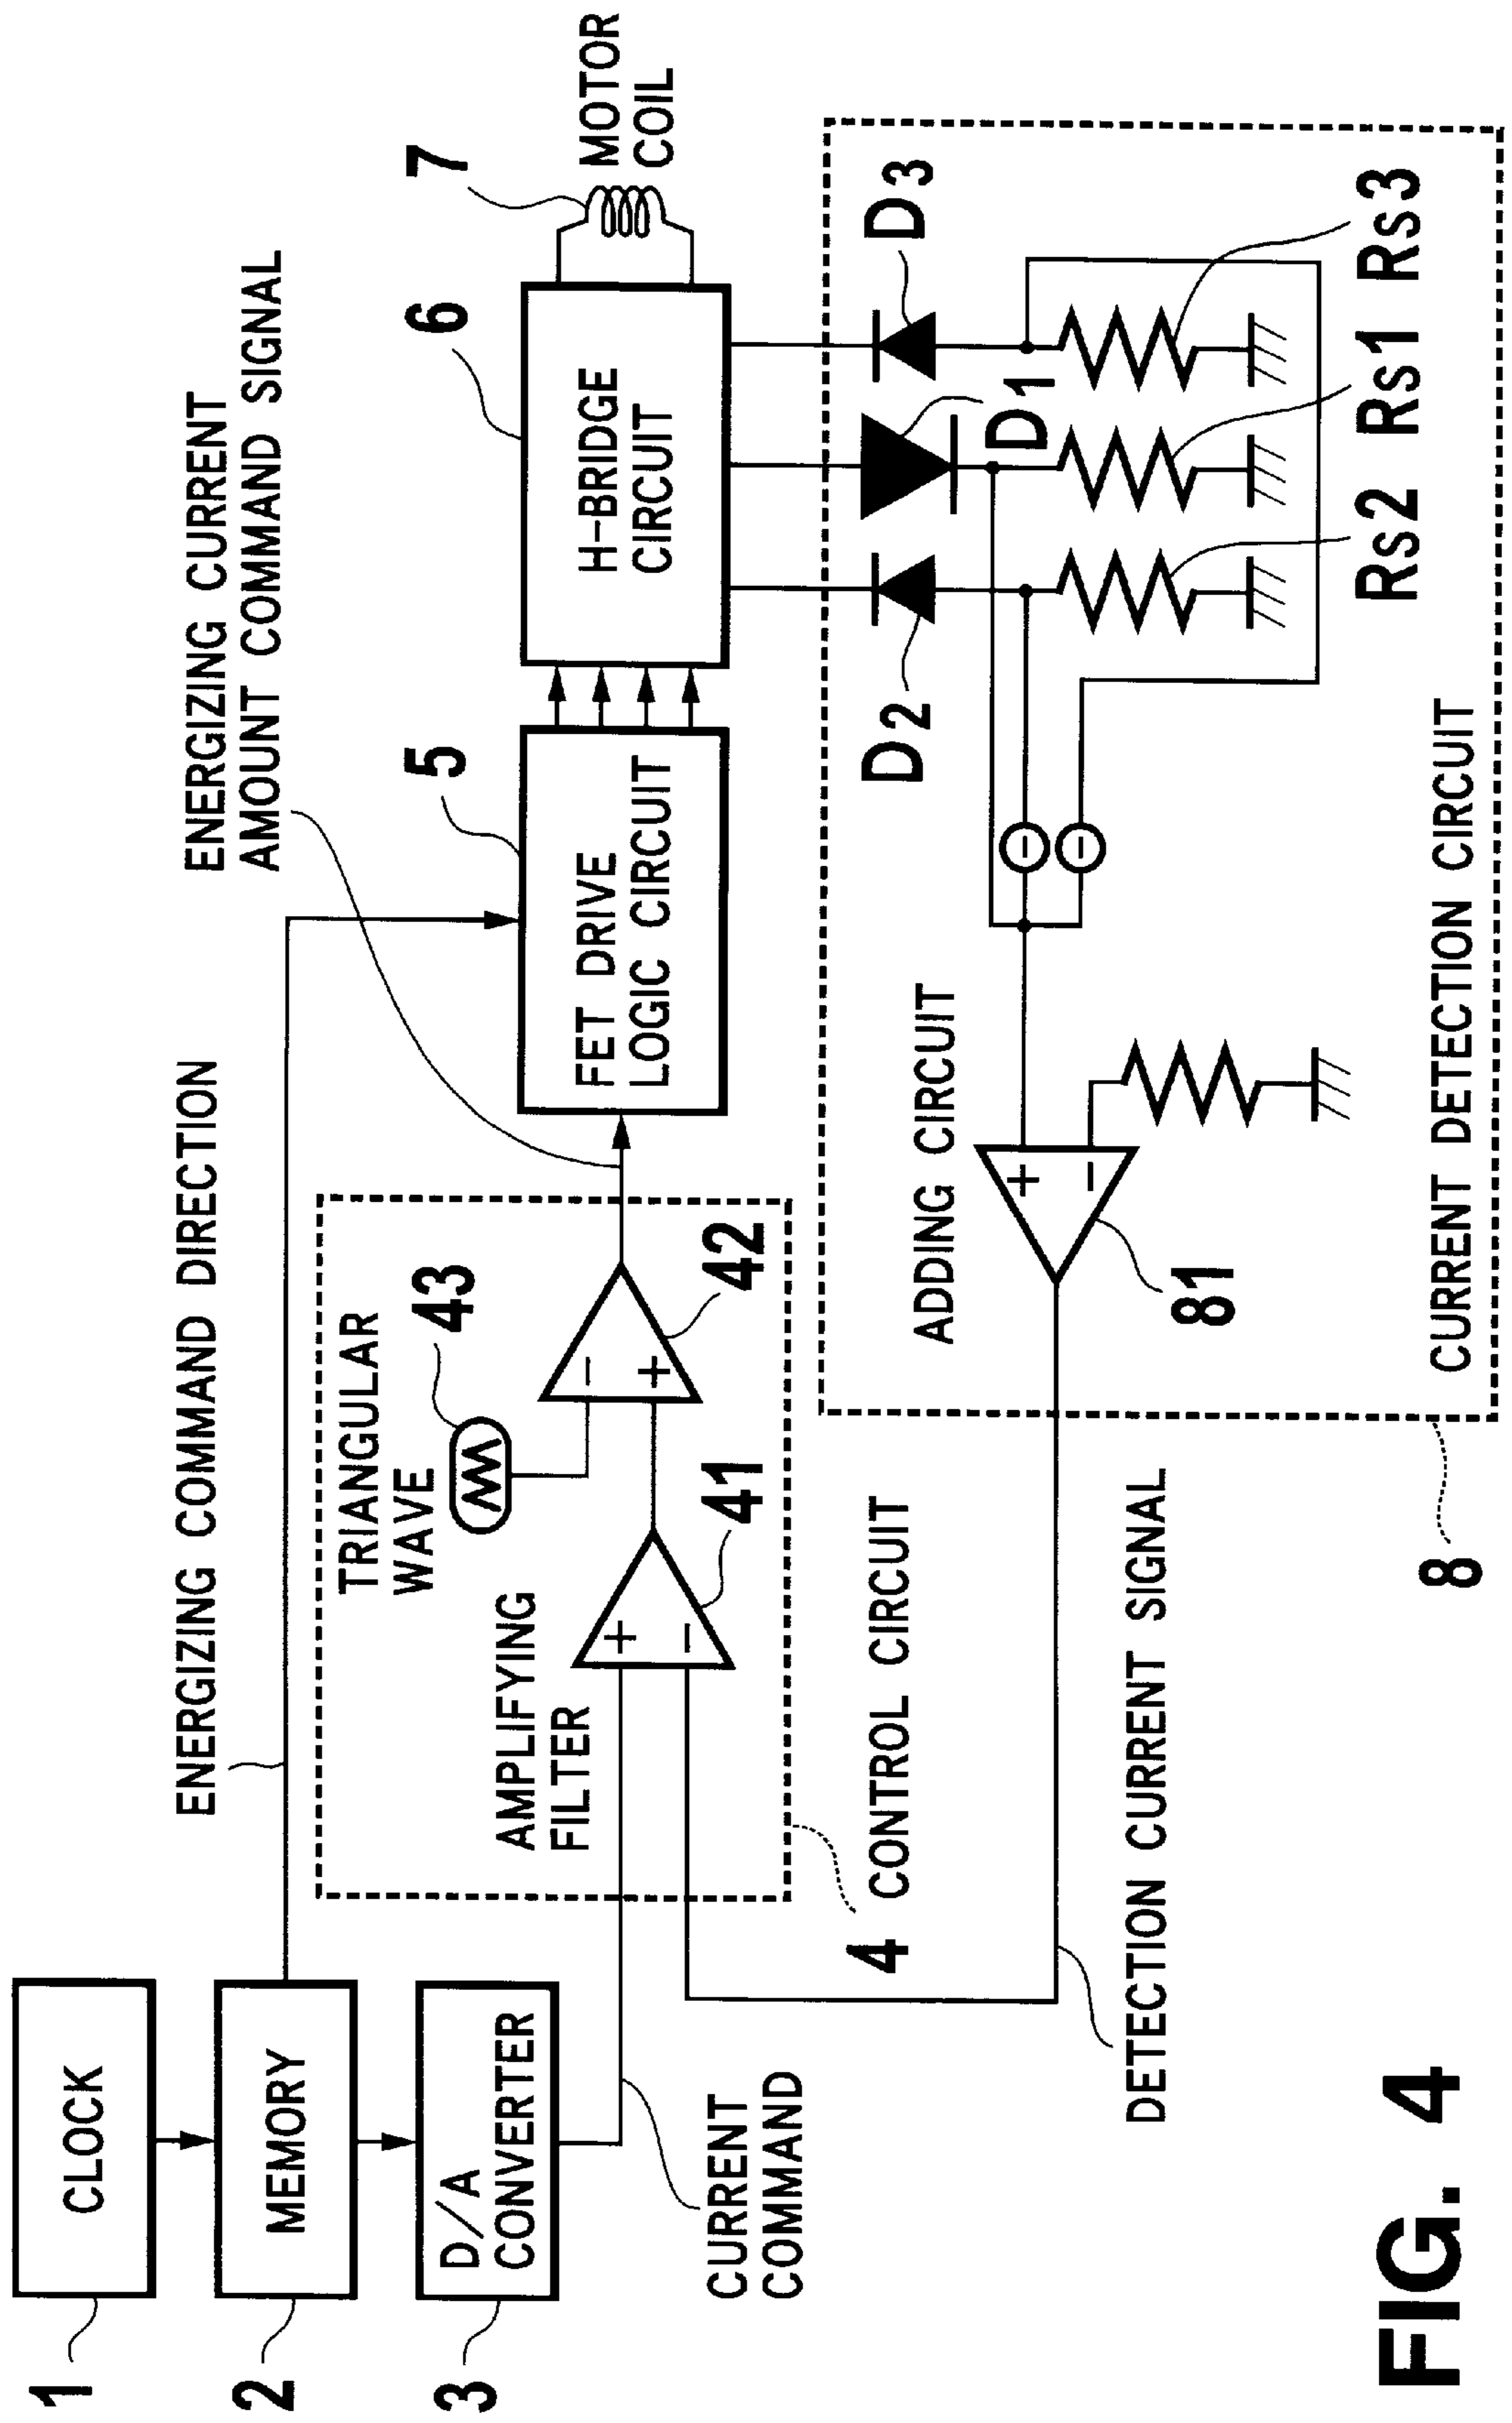 1
CLOCK
2
MEMORY
3
D/A
CONVERTER
CURRENT
COMMAND
ENERGIZING COMMAND DIRECTION
ENERGIZING CURRENT
AMOUNT COMMAND SIGNAL
TRIANGULAR
WAVE
43
AMPLIFYING
FILTER
+
−
41
−
+
42
4
CONTROL CIRCUIT
5
FET DRIVE
LOGIC CIRCUIT
6
H-BRIDGE
CIRCUIT
7
MOTOR
COIL
DETECTION CURRENT SIGNAL
ADDING CIRCUIT
+
−
81
−
−
D2
D1
D3
Rs2
Rs1
Rs3
CURRENT DETECTION CIRCUIT
8
FIG. 4